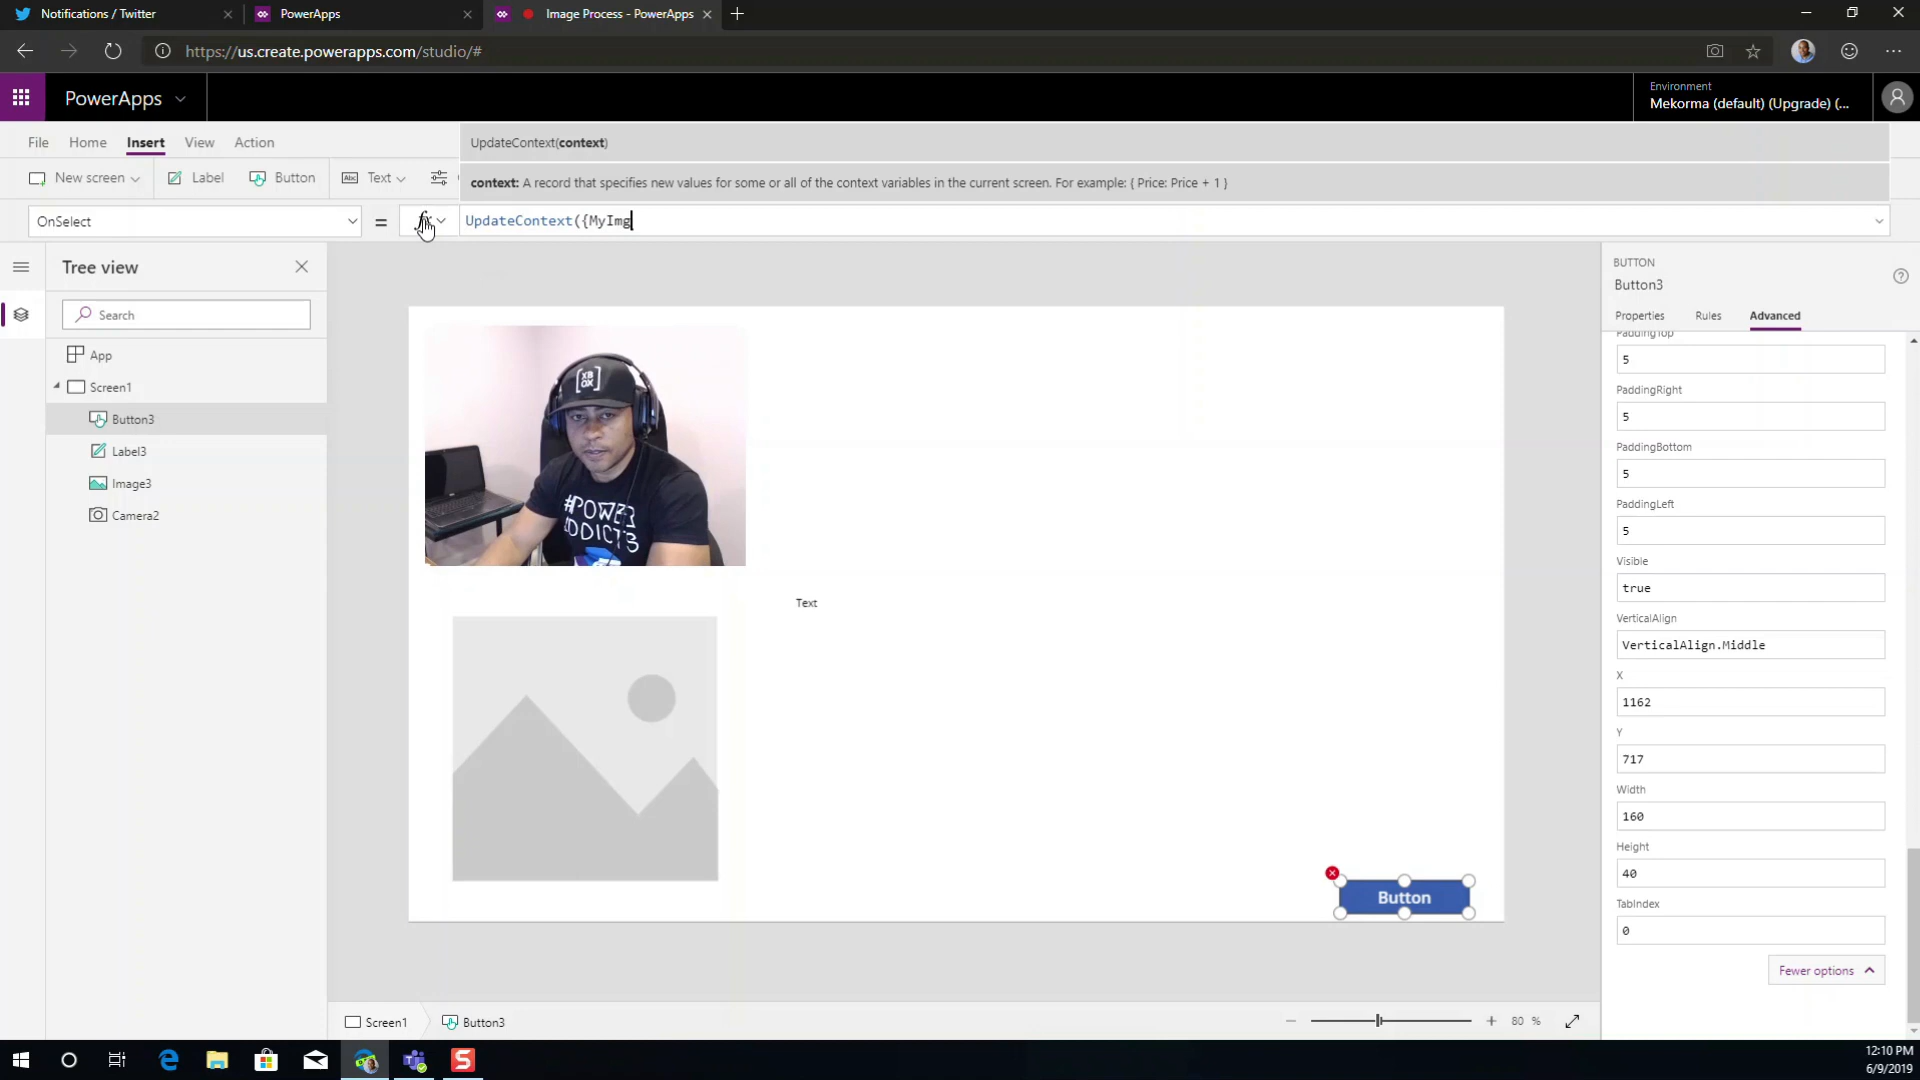 Notifications / Twitter
PowerApps
Image Process - PowerApps
https://us.create.powerapps.com/studio/#
PowerApps
Environment
Mekorma (default) (Upgrade) (...
File Home Insert View Action
UpdateContext(context)
New screen Label Button Text
context: A record that specifies new values for some or all of the context variables in the current screen. For example: { Price: Price + 1 }
OnSelect = UpdateContext({MyImg
Tree view
Search
App
Screen1
Button3
Label3
Image3
Camera2
XB
OX
#POWER
ADDICTS
Text
Button
BUTTON
Button3
Properties Rules Advanced
PaddingTop
5
PaddingRight
5
PaddingBottom
5
PaddingLeft
5
Visible
true
VerticalAlign
VerticalAlign.Middle
X
1162
Y
717
Width
160
Height
40
TabIndex
0
Fewer options
Screen1 Button3
80 %
12:10 PM
6/9/2019